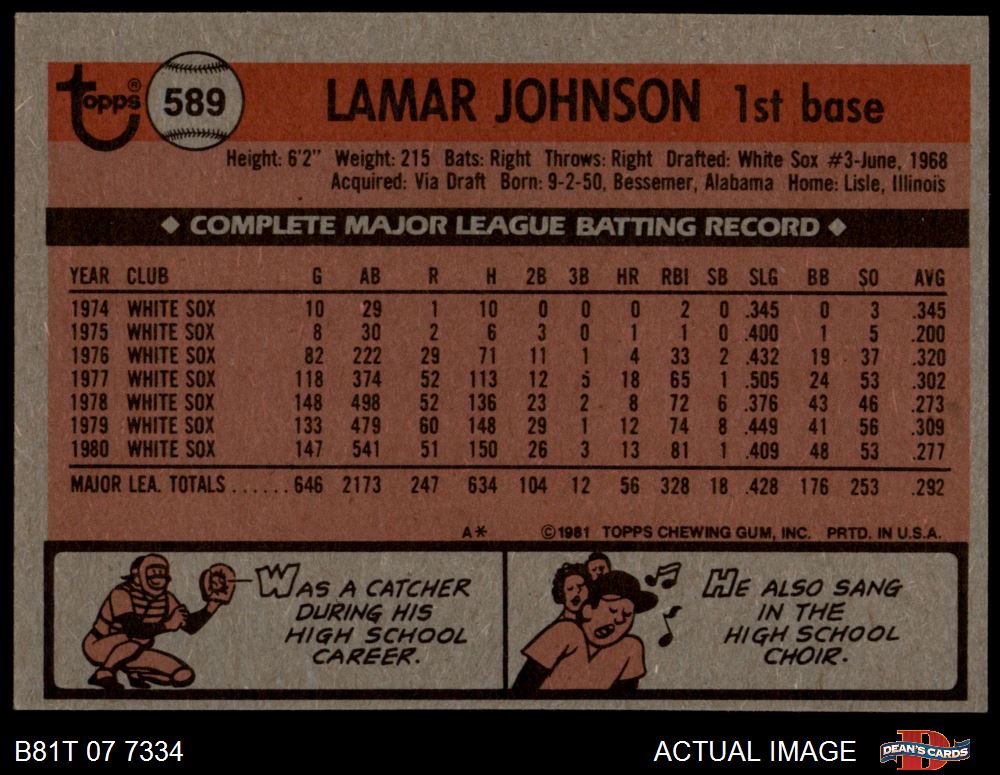 Topps® 589 LAMAR JOHNSON 1st base
Height: 6'2" Weight: 215 Bats: Right Throws: Right Drafted: White Sox #3-June, 1968
Acquired: Via Draft Born: 9-2-50, Bessemer, Alabama Home: Lisle, Illinois
◆ COMPLETE MAJOR LEAGUE BATTING RECORD ◆
YEAR CLUB G AB R H 2B 3B HR RBI SB SLG BB SO AVG
1974 WHITE SOX 10 29 1 10 0 0 0 2 0 .345 0 3 .345
1975 WHITE SOX 8 30 2 6 3 0 1 1 0 .400 1 5 .200
1976 WHITE SOX 82 222 29 71 11 1 4 33 2 .432 19 37 .320
1977 WHITE SOX 118 374 52 113 12 5 18 65 1 .505 24 53 .302
1978 WHITE SOX 148 498 52 136 23 2 8 72 6 .376 43 46 .273
1979 WHITE SOX 133 479 60 148 29 1 12 74 8 .449 41 56 .309
1980 WHITE SOX 147 541 51 150 26 3 13 81 1 .409 48 53 .277
MAJOR LEA. TOTALS ...... 646 2173 247 634 104 12 56 328 18 .428 176 253 .292
A* ©1981 TOPPS CHEWING GUM, INC. PRTD. IN U.S.A.
WAS A CATCHER
DURING HIS
HIGH SCHOOL
CAREER.
HE ALSO SANG
IN THE
HIGH SCHOOL
CHOIR.
B81T 07 7334 ACTUAL IMAGE DEAN'S CARDS